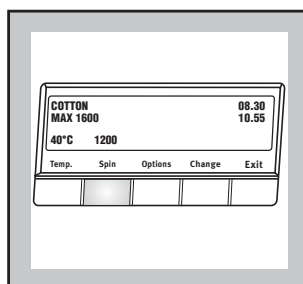 COTTON 08.30
MAX 1600 10.55
40°C 1200
Temp. Spin Options Change Exit